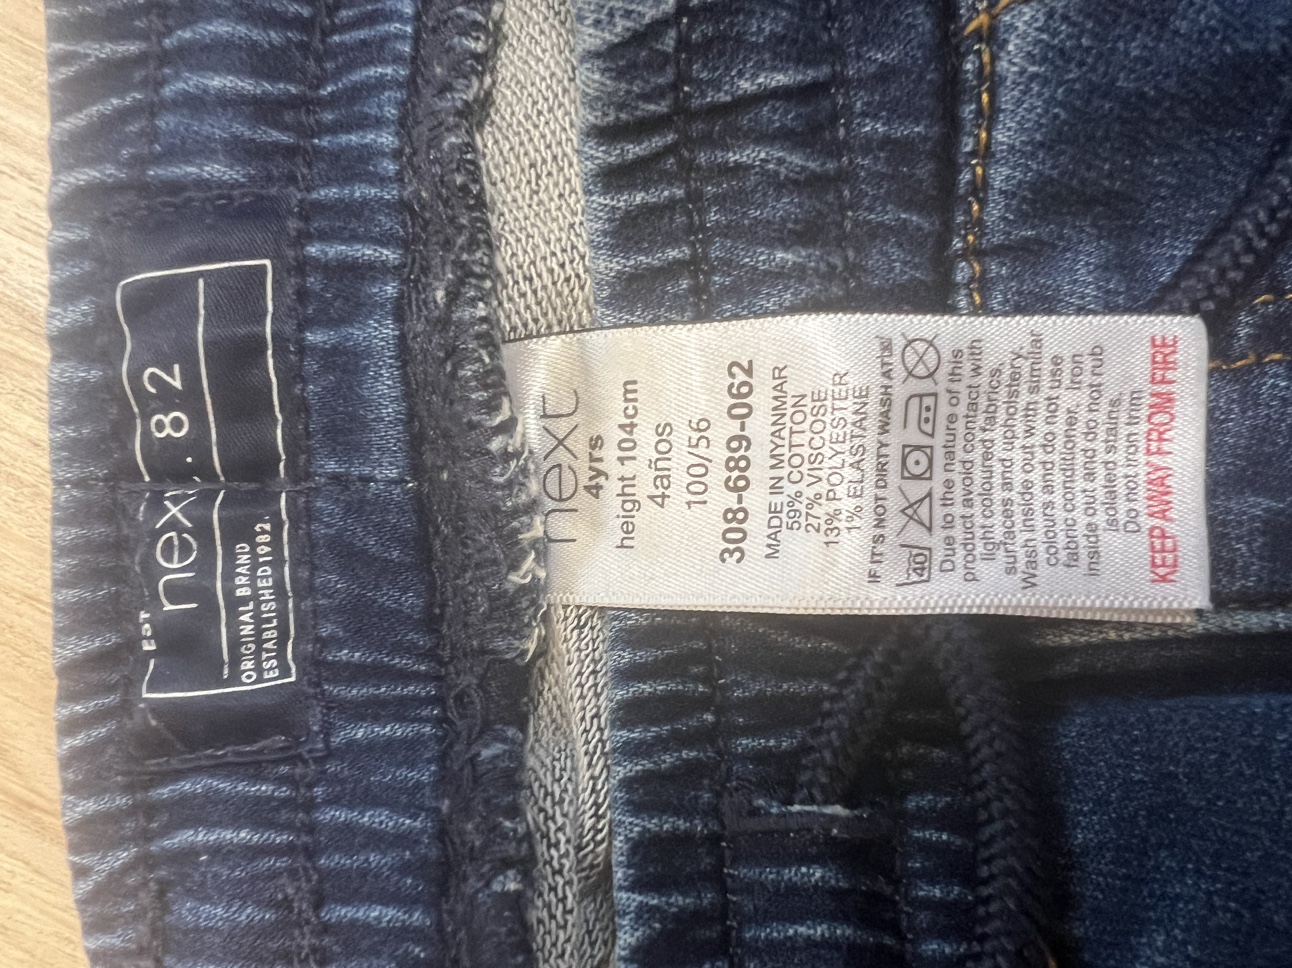 EST
next.82
ORIGINAL BRAND
ESTABLISHED 1982.
next
4yrs
height 104cm
4años
100/56
308-689-062
MADE IN MYANMAR
59% COTTON
27% VISCOSE
13% POLYESTER
1% ELASTANE
IF IT'S NOT DIRTY WASH AT 30°
40
Due to the nature of this
product avoid contact with
light coloured fabrics,
surfaces and upholstery.
Wash inside out with similar
colours and do not use
fabric conditioner. Iron
inside out and do not rub
isolated stains.
Do not iron trim
KEEP AWAY FROM FIRE